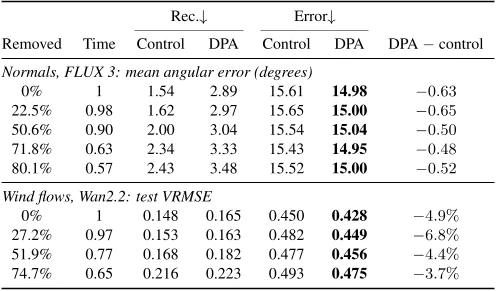 Rec.↓ Error↓
Removed Time Control DPA Control DPA DPA − control
Normals, FLUX 3: mean angular error (degrees)
0% 1 1.54 2.89 15.61 14.98 −0.63
22.5% 0.98 1.62 2.97 15.65 15.00 −0.65
50.6% 0.90 2.00 3.04 15.54 15.04 −0.50
71.8% 0.63 2.34 3.33 15.43 14.95 −0.48
80.1% 0.57 2.43 3.48 15.52 15.00 −0.52
Wind flows, Wan2.2: test VRMSE
0% 1 0.148 0.165 0.450 0.428 −4.9%
27.2% 0.97 0.153 0.163 0.482 0.449 −6.8%
51.9% 0.77 0.168 0.182 0.477 0.456 −4.4%
74.7% 0.65 0.216 0.223 0.493 0.475 −3.7%